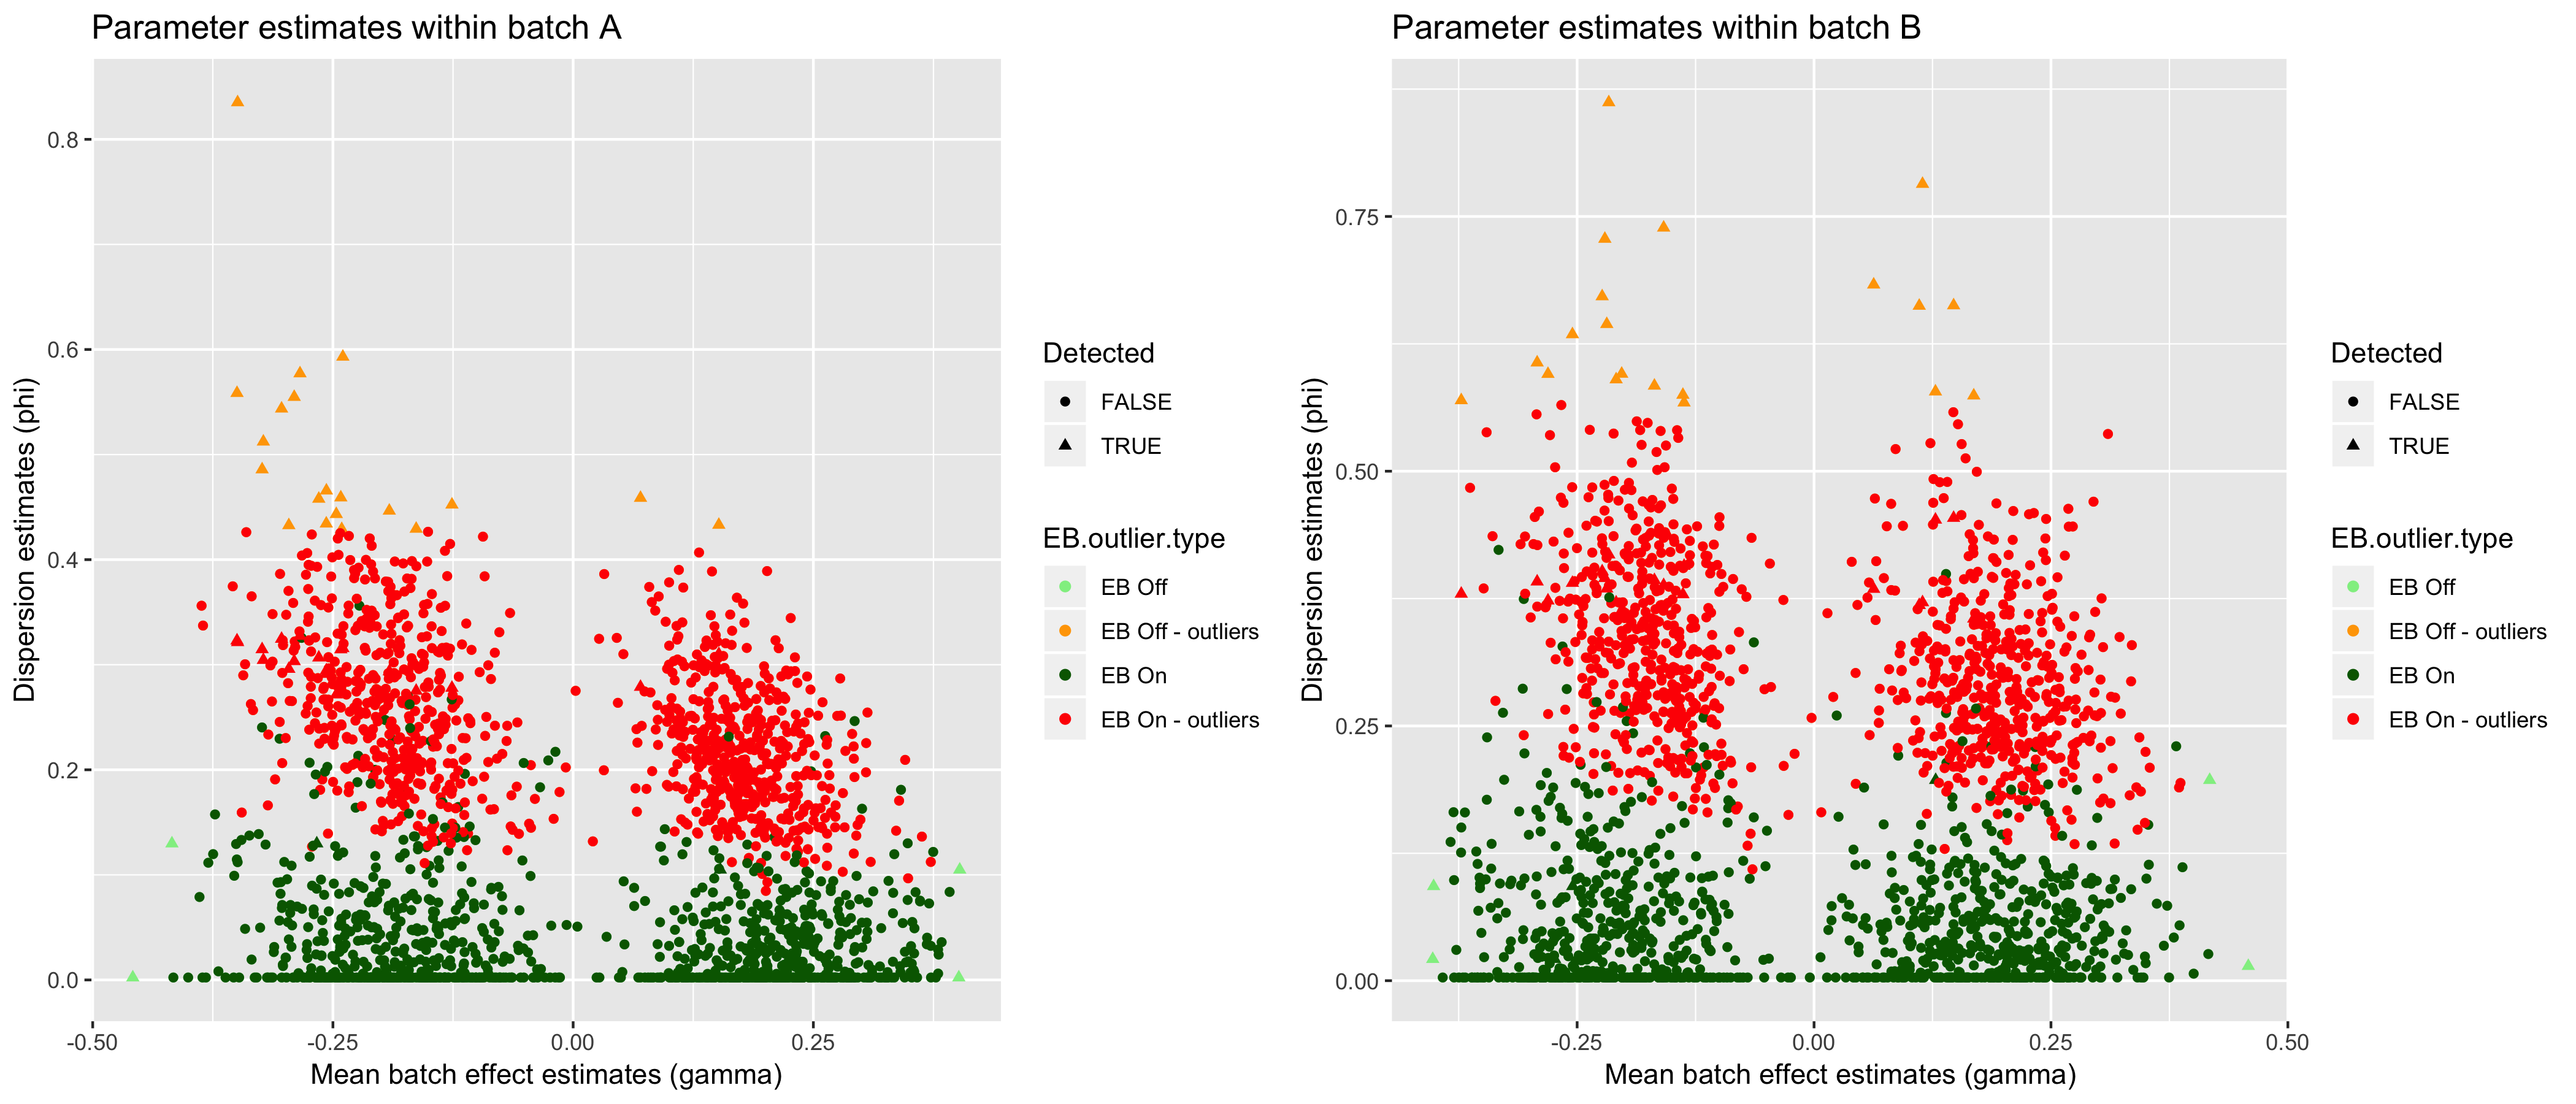 Parameter estimates within batch A
Dispersion estimates (phi)
0.8
0.6
0.4
0.2
0.0
-0.50
-0.25
0.00
0.25
Mean batch effect estimates (gamma)
Detected
FALSE
TRUE
EB.outlier.type
EB Off
EB Off - outliers
EB On
EB On - outliers
Parameter estimates within batch B
Dispersion estimates (phi)
0.75
0.50
0.25
0.00
-0.25
0.00
0.25
0.50
Mean batch effect estimates (gamma)
Detected
FALSE
TRUE
EB.outlier.type
EB Off
EB Off - outliers
EB On
EB On - outliers